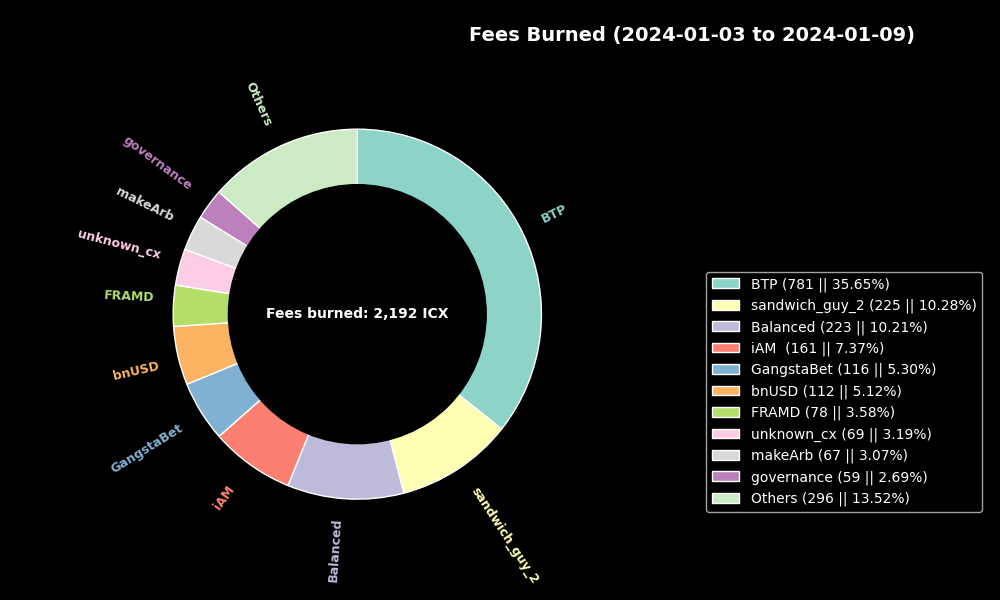 Fees Burned (2024-01-03 to 2024-01-09)
Others
governance
makeArb
unknown_cx
FRAMD
bnUSD
GangstaBet
iAM
Balanced
sandwich_guy_2
BTP
Fees burned: 2,192 ICX
BTP (781 || 35.65%)
sandwich_guy_2 (225 || 10.28%)
Balanced (223 || 10.21%)
iAM  (161 || 7.37%)
GangstaBet (116 || 5.30%)
bnUSD (112 || 5.12%)
FRAMD (78 || 3.58%)
unknown_cx (69 || 3.19%)
makeArb (67 || 3.07%)
governance (59 || 2.69%)
Others (296 || 13.52%)